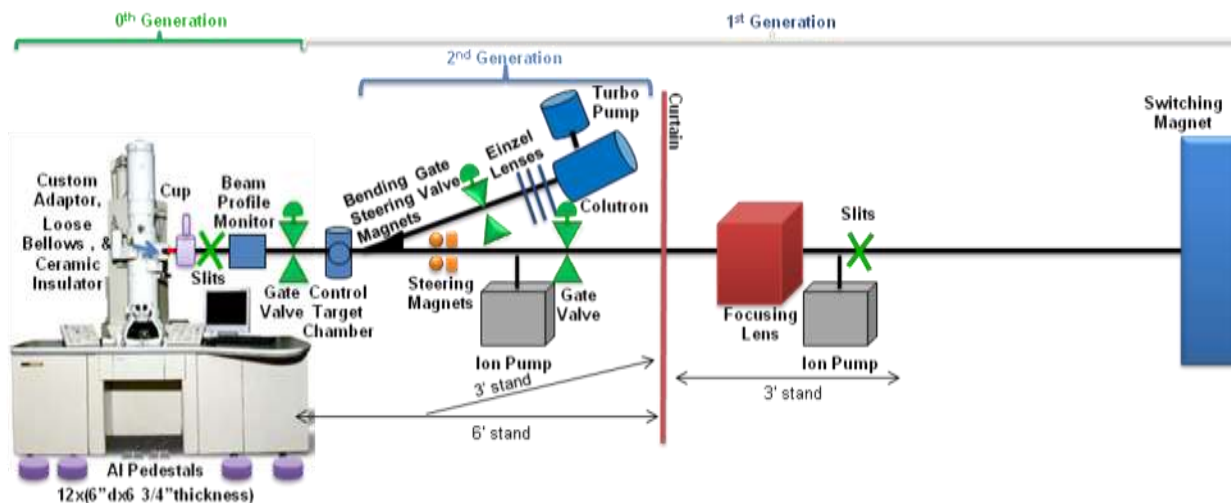 0th Generation
1st Generation
2nd Generation
Turbo
Pump
Curtain
Switching
Magnet
Einzel
Lenses
Bending Gate
Steering Valve
Magnets
Custom
Adaptor,
Loose
Bellows , &
Ceramic
Insulator
Cup
Beam
Profile
Monitor
Colutron
Slits
Slits
Gate
Valve
Control
Target
Chamber
Steering
Magnets
Gate
Valve
Focusing
Lens
Ion Pump
Ion Pump
3' stand
3' stand
6' stand
Al Pedestals
12x(6"dx6 3/4"thickness)